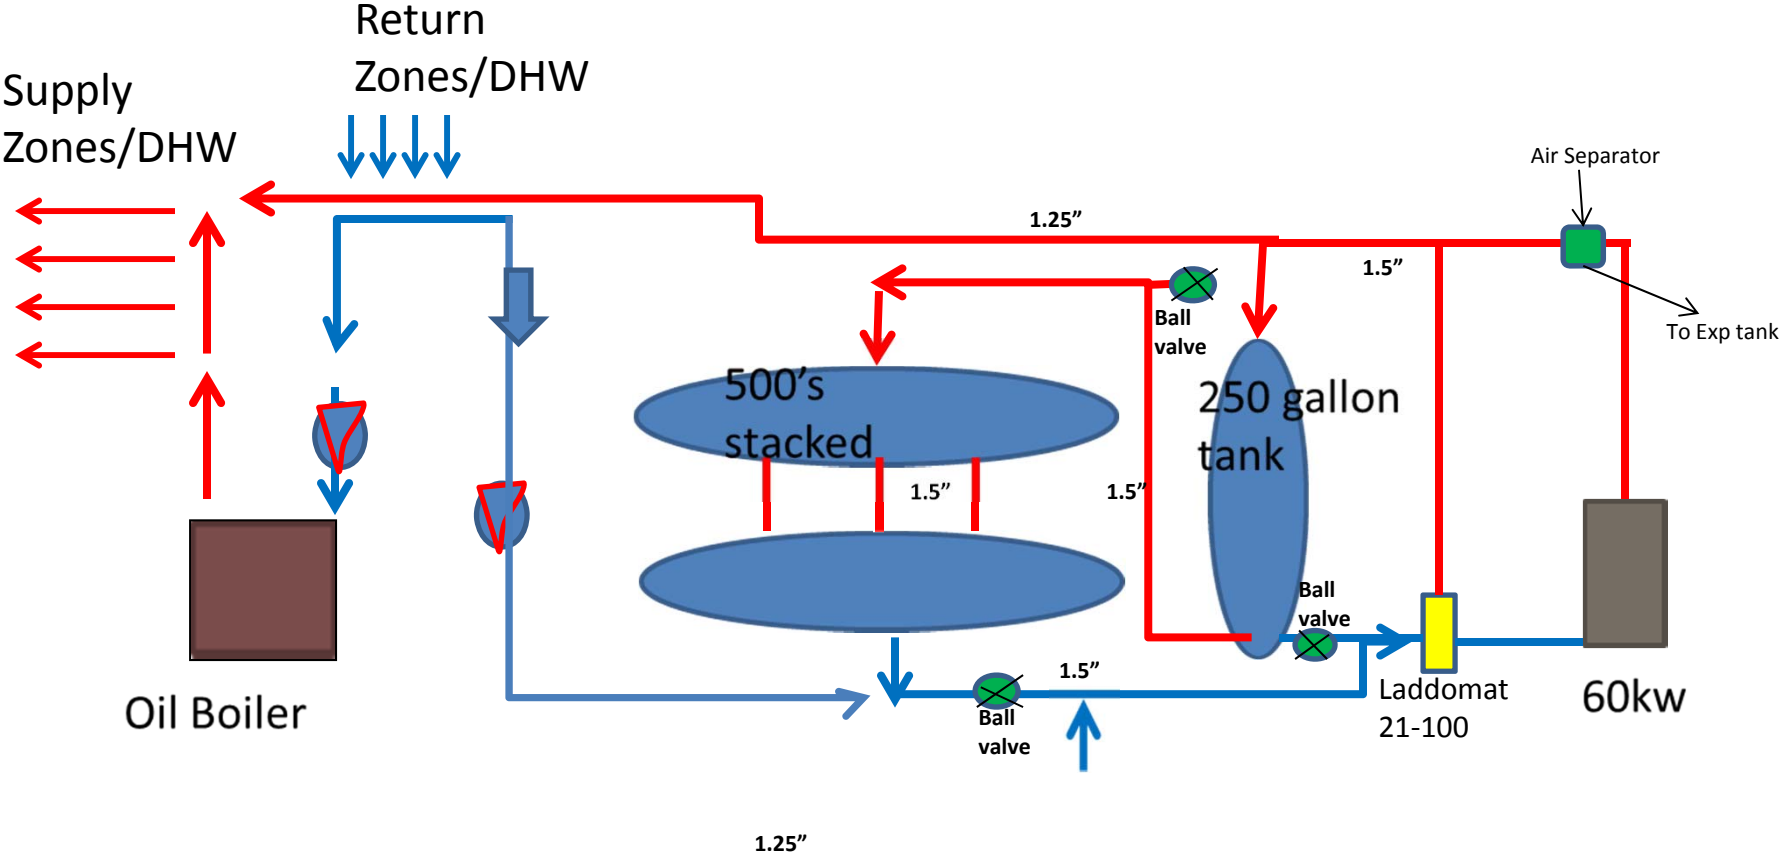 Return
Zones/DHW
Supply
Zones/DHW
Air Separator
1.25”
1.5”
To Exp tank
Ball
valve
500’s
stacked
250 gallon
tank
1.5”
1.5”
Ball
valve
1.5”
Ball
valve
Laddomat
21-100
60kw
Oil Boiler
1.25”